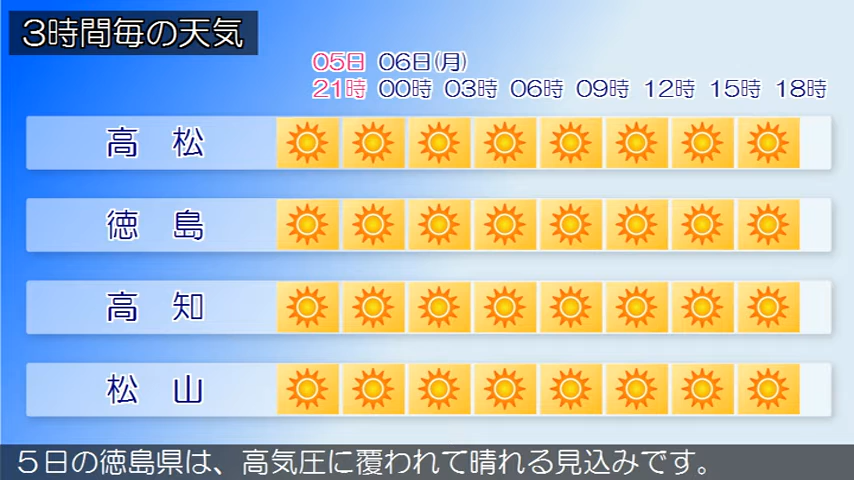 3時間毎の天気
05日 06日(月)
21時 00時 03時 06時 09時 12時 15時 18時
高 松
徳 島
高 知
松 山
５日の徳島県は、高気圧に覆われて晴れる見込みです。